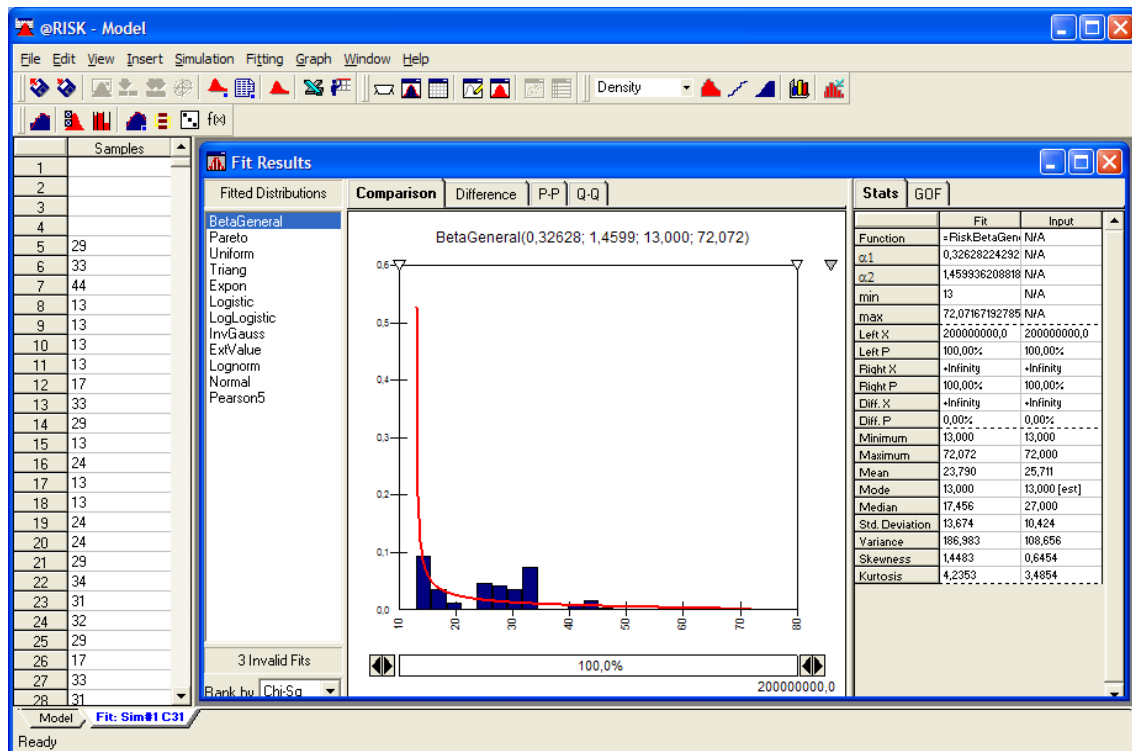 @RISK - Model
File Edit View Insert Simulation Fitting Graph Window Help
Density
f(x)
Samples
1
2
3
4
5 29
6 33
7 44
8 13
9 13
10 13
11 13
12 17
13 33
14 29
15 13
16 24
17 13
18 13
19 24
20 24
21 29
22 34
23 31
24 32
25 29
26 17
27 33
28 31
Fit Results
Fitted Distributions
BetaGeneral
Pareto
Uniform
Triang
Expon
Logistic
LogLogistic
InvGauss
ExtValue
Lognorm
Normal
Pearson5
3 Invalid Fits
Rank by Chi-Sq
Comparison Difference P-P Q-Q
BetaGeneral(0,32628; 1,4599; 13,000; 72,072)
0,6
0,5
0,4
0,3
0,2
0,1
0,0
10 20 30 40 50 60 70 80
100,0%
200000000,0
Stats GOF
Fit Input
Function =RiskBetaGen N/A
α1 0,32628224292 N/A
α2 1,459936208818 N/A
min 13 N/A
max 72,07167192785 N/A
Left X 200000000,0 200000000,0
Left P 100,00% 100,00%
Right X +Infinity +Infinity
Right P 100,00% 100,00%
Diff. X +Infinity +Infinity
Diff. P 0,00% 0,00%
Minimum 13,000 13,000
Maximum 72,072 72,000
Mean 23,790 25,711
Mode 13,000 13,000 [est]
Median 17,456 27,000
Std. Deviation 13,674 10,424
Variance 186,983 108,656
Skewness 1,4483 0,6454
Kurtosis 4,2353 3,4854
Model Fit: Sim#1 C31
Ready